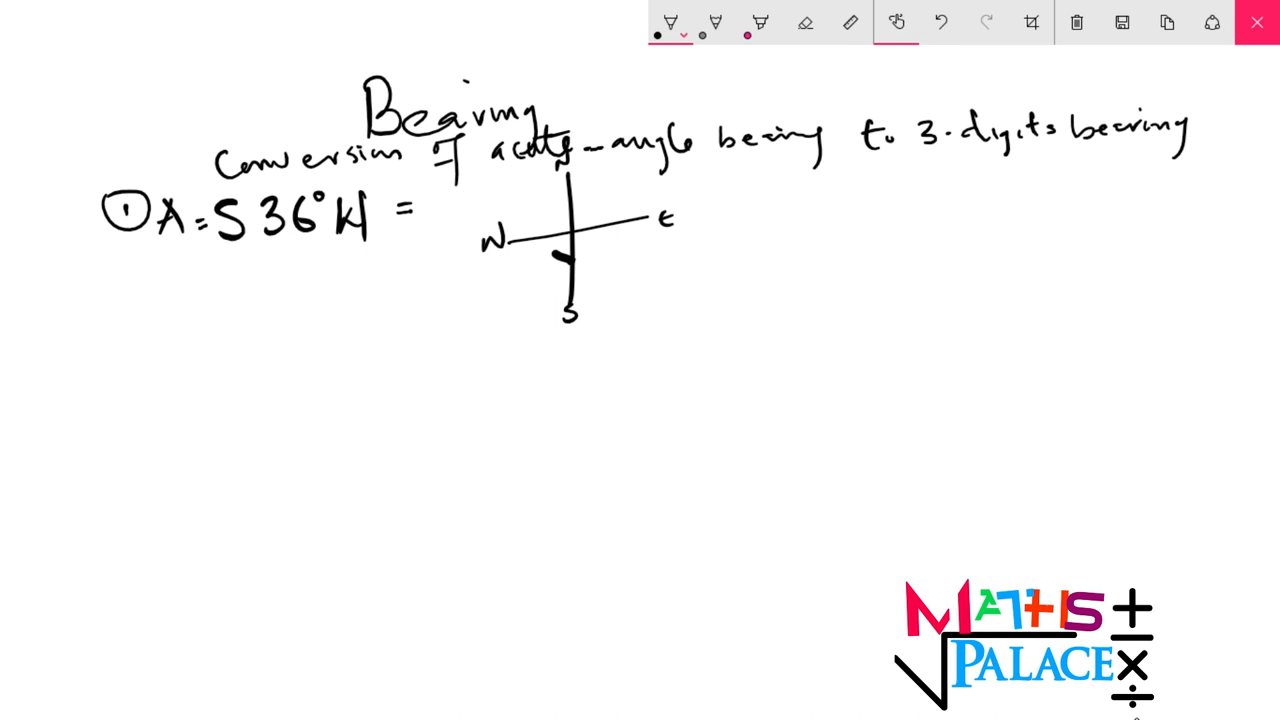 Bearing
Conversion of acute-angle bearing to 3-digits bearing
① A = S 36° W =
N
W
E
S
MATHS
PALACE